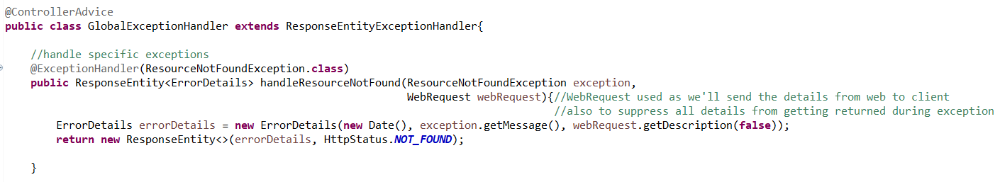 @ControllerAdvice
public class GlobalExceptionHandler extends ResponseEntityExceptionHandler{
//handle specific exceptions
@ExceptionHandler(ResourceNotFoundException.class)
public ResponseEntity<ErrorDetails> handleResourceNotFound(ResourceNotFoundException exception,
WebRequest webRequest){//WebRequest used as we'll send the details from web to client
//also to suppress all details from getting returned during exception
ErrorDetails errorDetails = new ErrorDetails(new Date(), exception.getMessage(), webRequest.getDescription(false));
return new ResponseEntity<>(errorDetails, HttpStatus.NOT_FOUND);
}